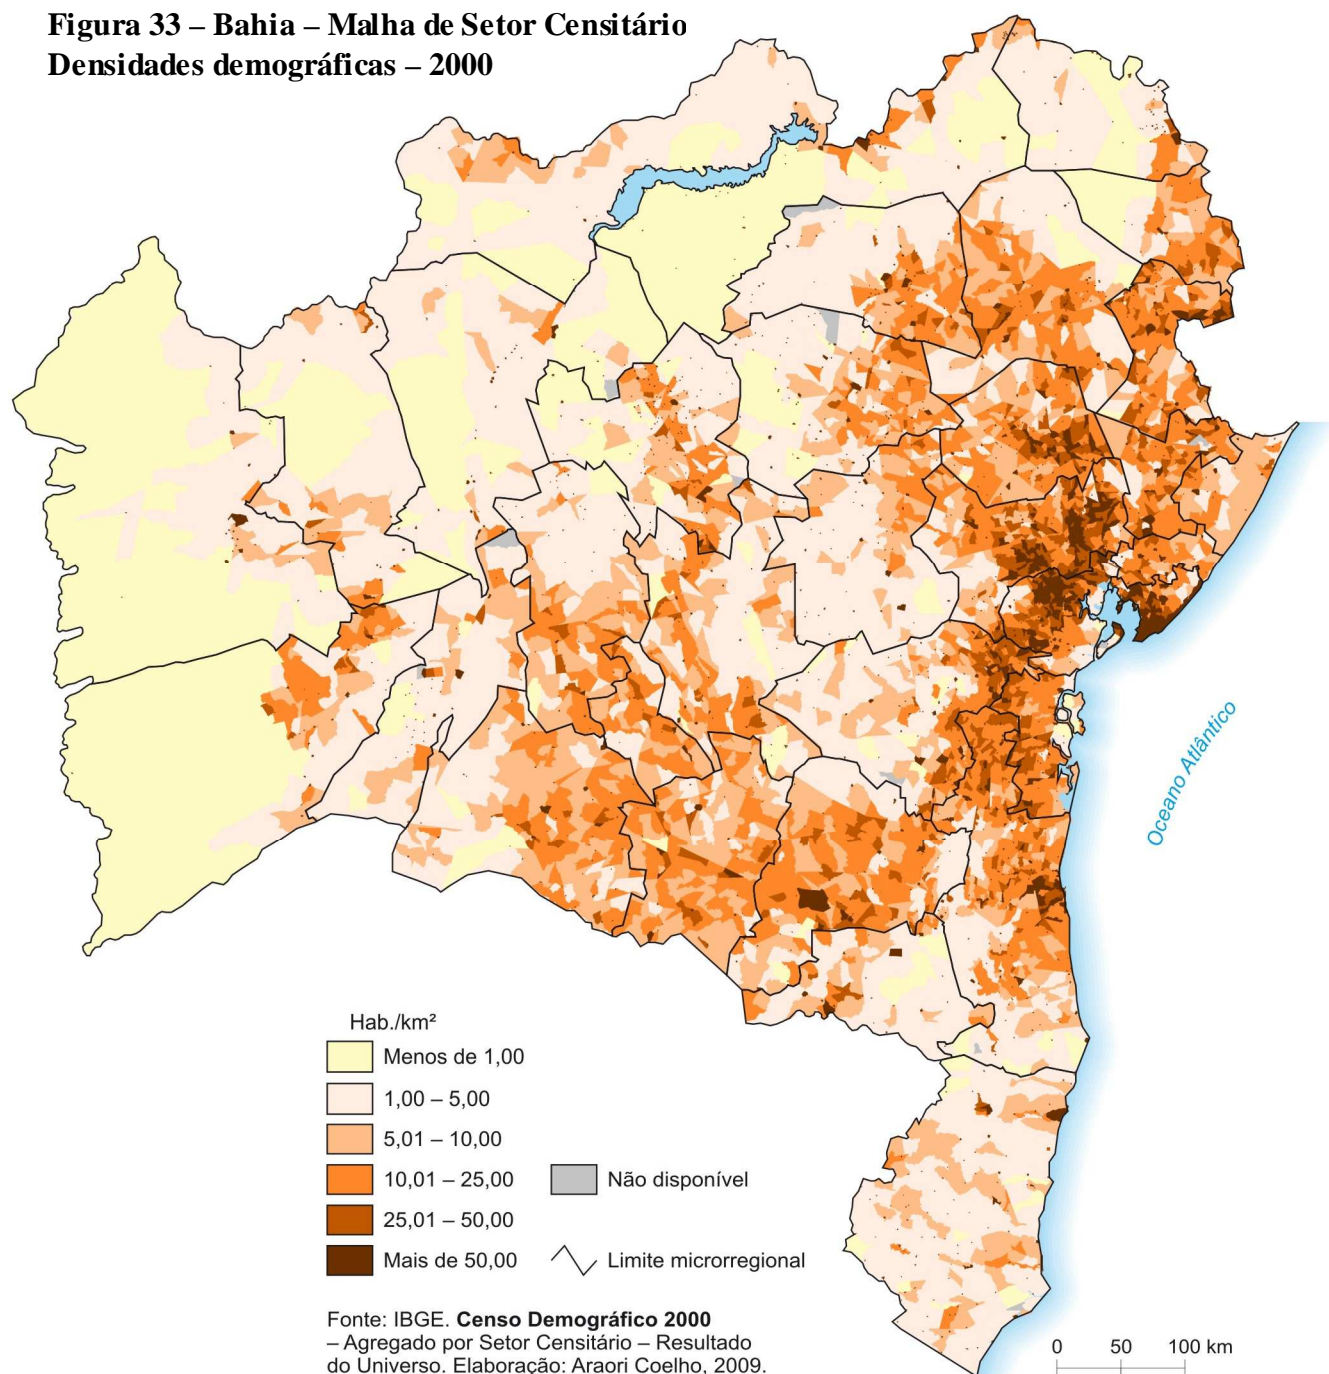 Figura 33 – Bahia – Malha de Setor Censitário
Densidades demográficas – 2000
Oceano Atlântico
Hab./km²
Menos de 1,00
1,00 – 5,00
5,01 – 10,00
10,01 – 25,00
Não disponível
25,01 – 50,00
Mais de 50,00
Limite microrregional
Fonte: IBGE. Censo Demográfico 2000
– Agregado por Setor Censitário – Resultado
do Universo. Elaboração: Araori Coelho, 2009.
0 50 100 km